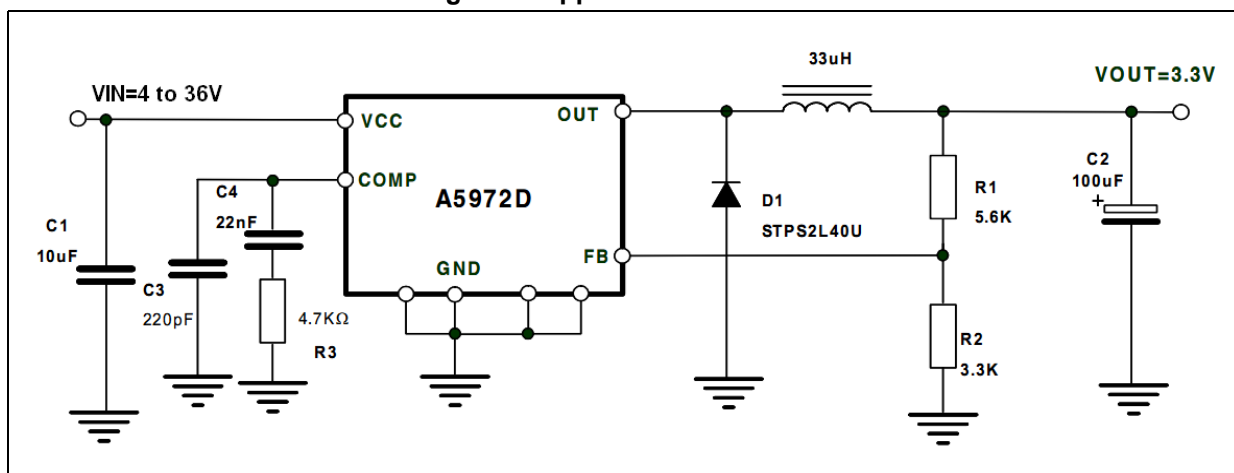 33uH
VOUT=3.3V
VIN=4 to 36V
VCC
OUT
COMP
A5972D
C4
22nF
C1
10uF
C3
220pF
4.7KΩ
R3
GND
FB
D1
STPS2L40U
R1
5.6K
C2
100uF
+
R2
3.3K